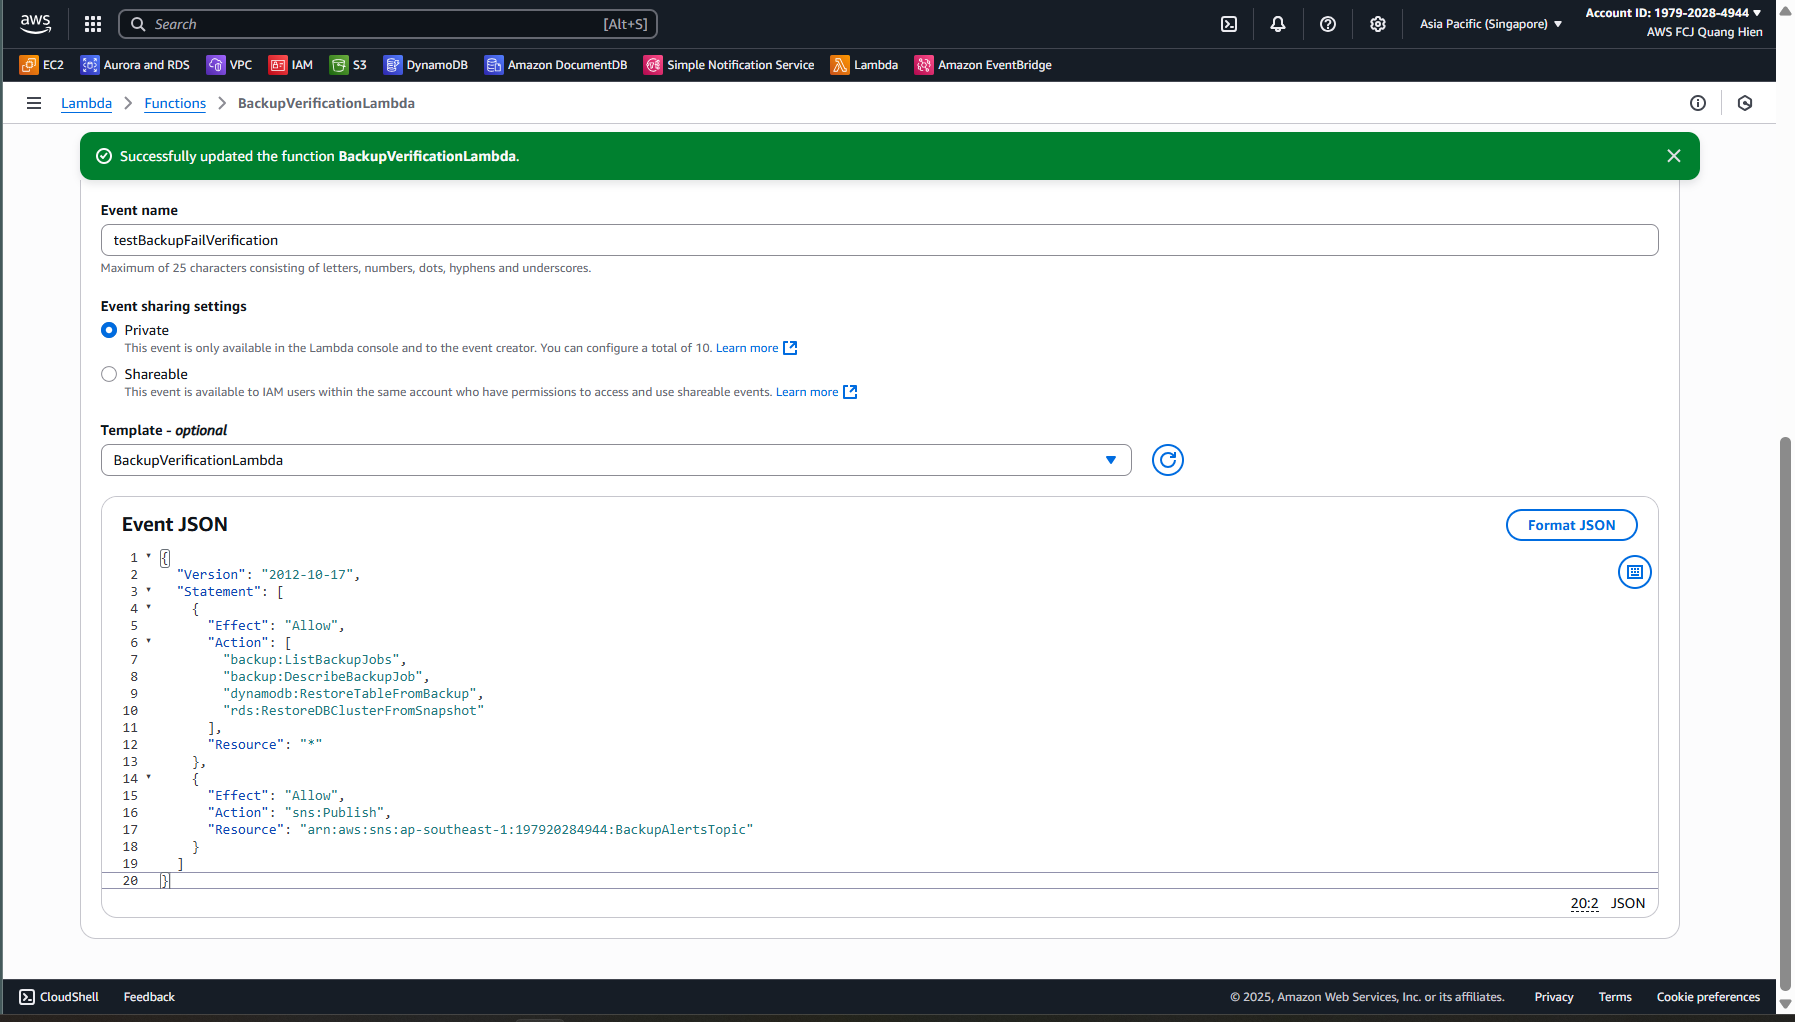 aws
Search [Alt+S]
Asia Pacific (Singapore) ▼
Account ID: 1979-2028-4944 ▼
AWS FCJ Quang Hien
EC2 Aurora and RDS VPC IAM S3 DynamoDB Amazon DocumentDB Simple Notification Service Lambda Amazon EventBridge
Lambda > Functions > BackupVerificationLambda
Successfully updated the function BackupVerificationLambda.
Event name
testBackupFailVerification
Maximum of 25 characters consisting of letters, numbers, dots, hyphens and underscores.
Event sharing settings
Private
This event is only available in the Lambda console and to the event creator. You can configure a total of 10. Learn more
Shareable
This event is available to IAM users within the same account who have permissions to access and use shareable events. Learn more
Template - optional
BackupVerificationLambda
Event JSON
Format JSON
1 {
2 "Version": "2012-10-17",
3 "Statement": [
4 {
5 "Effect": "Allow",
6 "Action": [
7 "backup:ListBackupJobs",
8 "backup:DescribeBackupJob",
9 "dynamodb:RestoreTableFromBackup",
10 "rds:RestoreDBClusterFromSnapshot"
11 ],
12 "Resource": "*"
13 },
14 {
15 "Effect": "Allow",
16 "Action": "sns:Publish",
17 "Resource": "arn:aws:sns:ap-southeast-1:197920284944:BackupAlertsTopic"
18 }
19 ]
20 }
20:2 JSON
CloudShell Feedback © 2025, Amazon Web Services, Inc. or its affiliates. Privacy Terms Cookie preferences